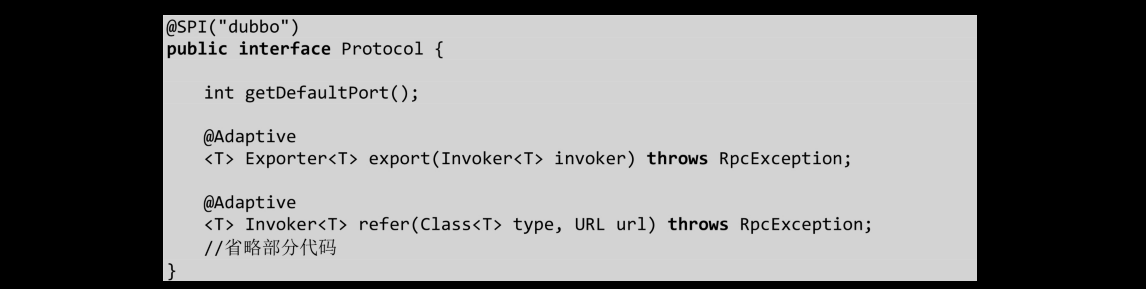 @SPI("dubbo")
public interface Protocol {
int getDefaultPort();
@Adaptive
<T> Exporter<T> export(Invoker<T> invoker) throws RpcException;
@Adaptive
<T> Invoker<T> refer(Class<T> type, URL url) throws RpcException;
//省略部分代码
}